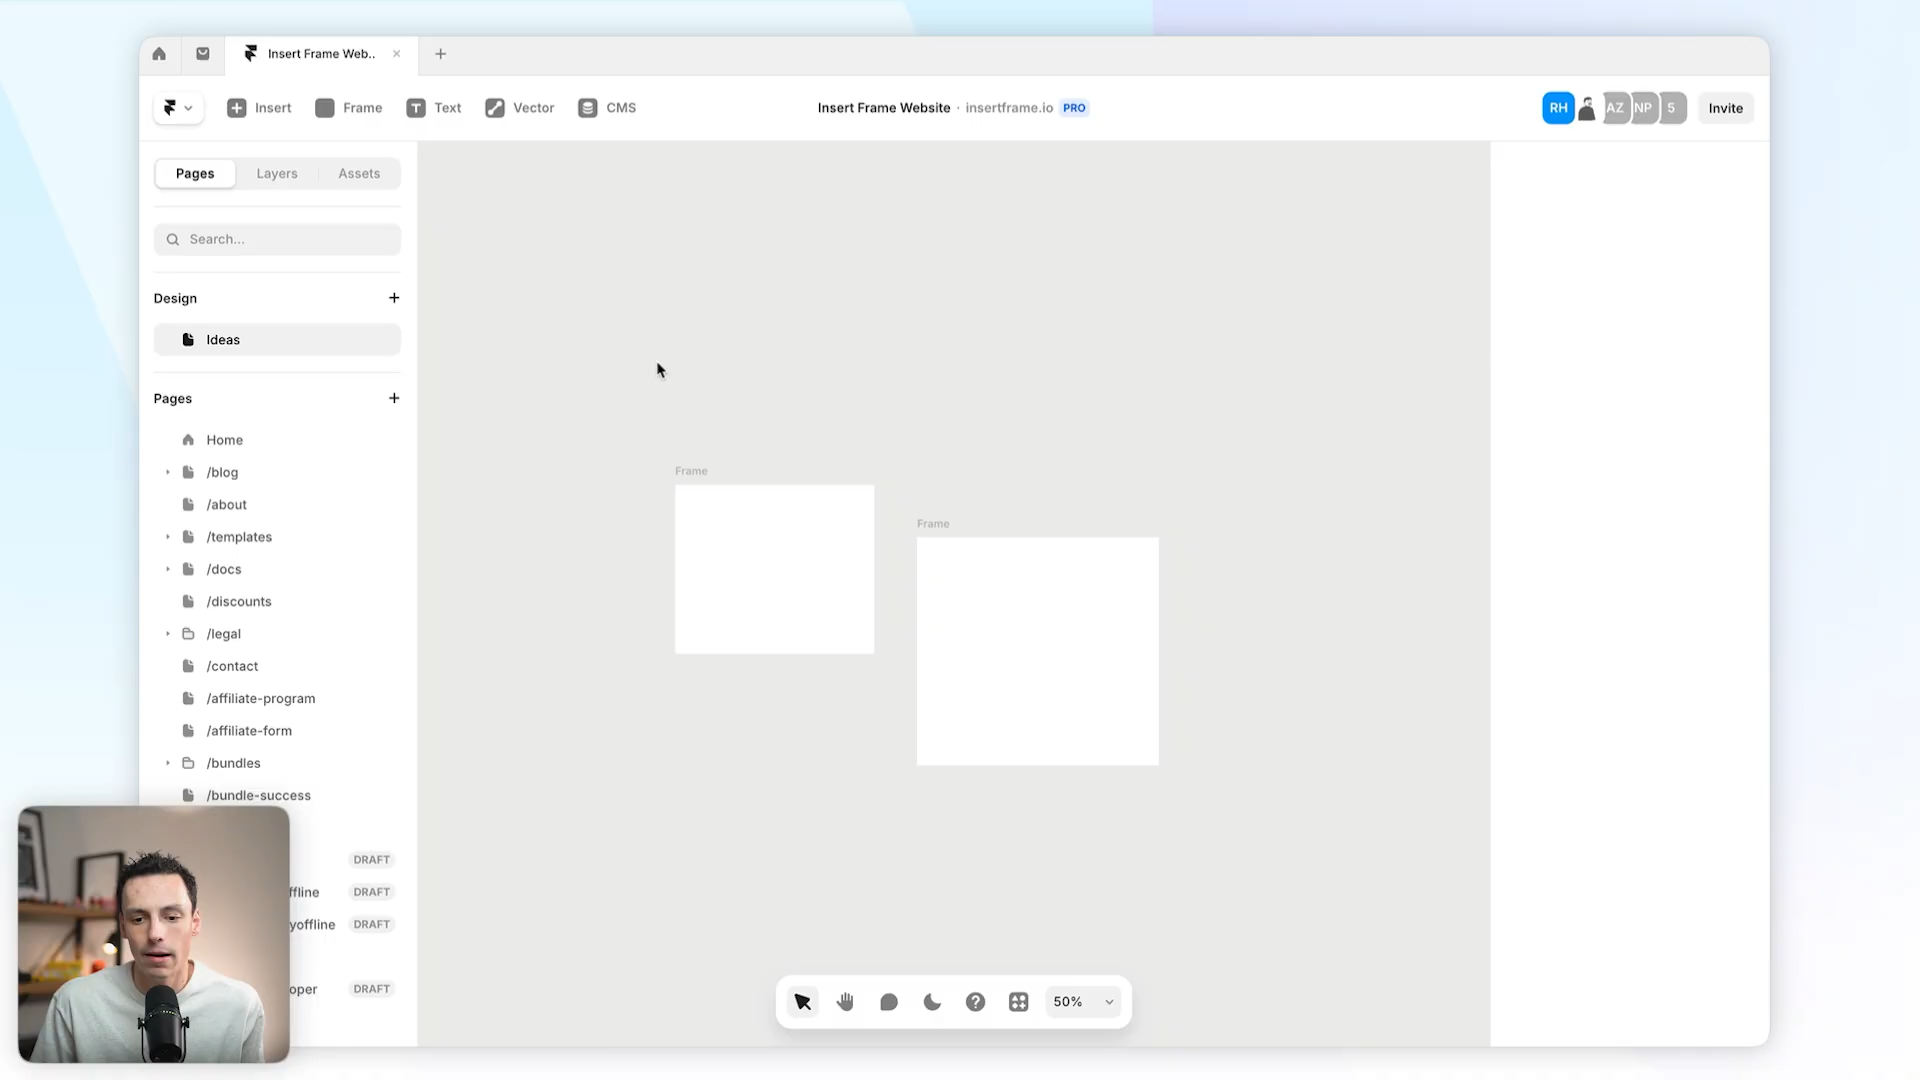 Insert Frame Web..
Insert Frame Text Vector CMS
Insert Frame Website · insertframe.io PRO
RH AZ NP 5 Invite
Pages Layers Assets
Search...
Design
Ideas
Pages
Home
/blog
/about
/templates
/docs
/discounts
/legal
/contact
/affiliate-program
/affiliate-form
/bundles
/bundle-success
DRAFT
ffline DRAFT
yoffline DRAFT
oper DRAFT
Frame
Frame
50%